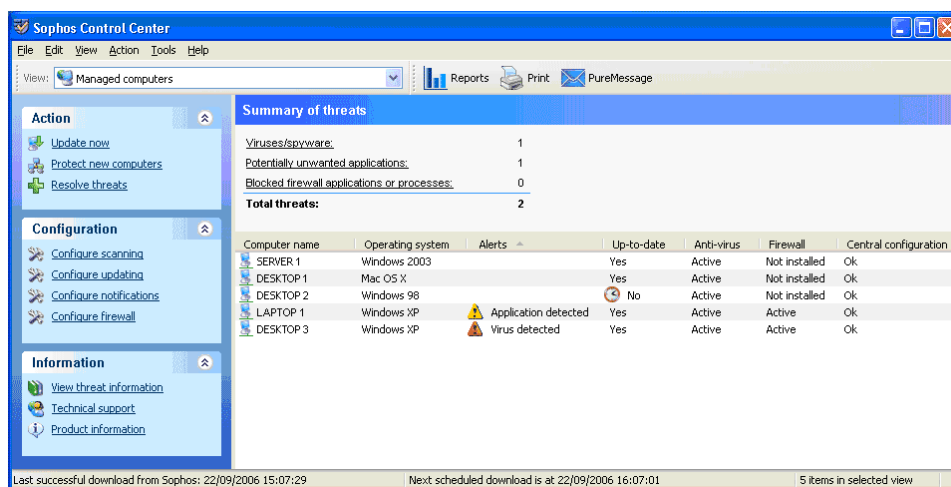 Sophos Control Center
File Edit View Action Tools Help
View: Managed computers Reports Print PureMessage
Action
Update now
Protect new computers
Resolve threats
Configuration
Configure scanning
Configure updating
Configure notifications
Configure firewall
Information
View threat information
Technical support
Product information
Summary of threats
Viruses/spyware: 1
Potentially unwanted applications: 1
Blocked firewall applications or processes: 0
Total threats: 2
Computer name Operating system Alerts Up-to-date Anti-virus Firewall Central configuration
SERVER 1 Windows 2003 Yes Active Not installed Ok
DESKTOP 1 Mac OS X Yes Active Not installed Ok
DESKTOP 2 Windows 98 No Active Not installed Ok
LAPTOP 1 Windows XP Application detected Yes Active Active Ok
DESKTOP 3 Windows XP Virus detected Yes Active Active Ok
Last successful download from Sophos: 22/09/2006 15:07:29 Next scheduled download is at 22/09/2006 16:07:01 5 items in selected view